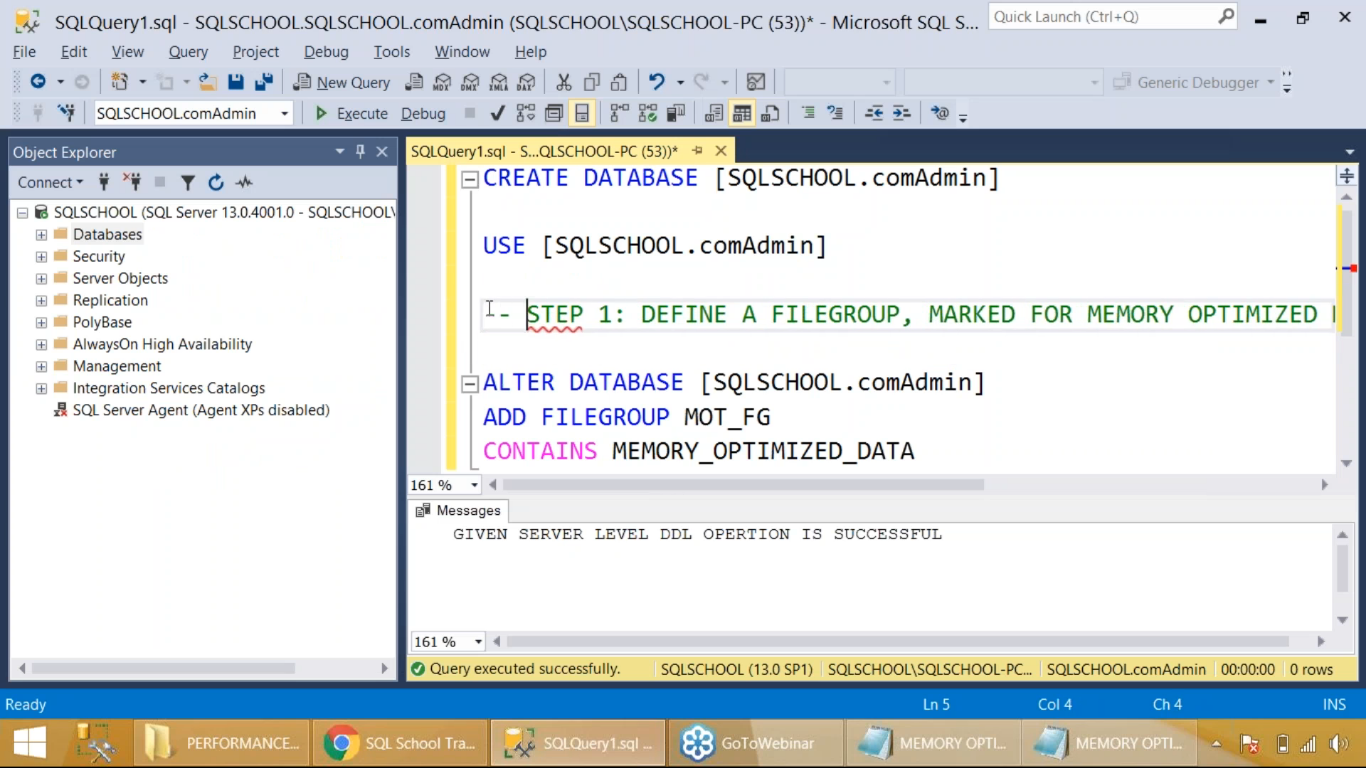 SQLQuery1.sql - SQLSCHOOL.SQLSCHOOL.comAdmin (SQLSCHOOL\SQLSCHOOL-PC (53))* - Microsoft SQL S...
Quick Launch (Ctrl+Q)
File Edit View Query Project Debug Tools Window Help
New Query MDX DMX XMLA DAX Generic Debugger
SQLSCHOOL.comAdmin Execute Debug
Object Explorer
SQLQuery1.sql - S...QLSCHOOL-PC (53))*
Connect
SQLSCHOOL (SQL Server 13.0.4001.0 - SQLSCHOOL\
Databases
Security
Server Objects
Replication
PolyBase
AlwaysOn High Availability
Management
Integration Services Catalogs
SQL Server Agent (Agent XPs disabled)
CREATE DATABASE [SQLSCHOOL.comAdmin]
USE [SQLSCHOOL.comAdmin]
-- STEP 1: DEFINE A FILEGROUP, MARKED FOR MEMORY OPTIMIZED
ALTER DATABASE [SQLSCHOOL.comAdmin]
ADD FILEGROUP MOT_FG
CONTAINS MEMORY_OPTIMIZED_DATA
161 %
Messages
GIVEN SERVER LEVEL DDL OPERTION IS SUCCESSFUL
161 %
Query executed successfully. SQLSCHOOL (13.0 SP1) SQLSCHOOL\SQLSCHOOL-PC... SQLSCHOOL.comAdmin 00:00:00 0 rows
Ready Ln 5 Col 4 Ch 4 INS
PERFORMANCE... SQL School Tra... SQLQuery1.sql ... GoToWebinar MEMORY OPTI... MEMORY OPTI...